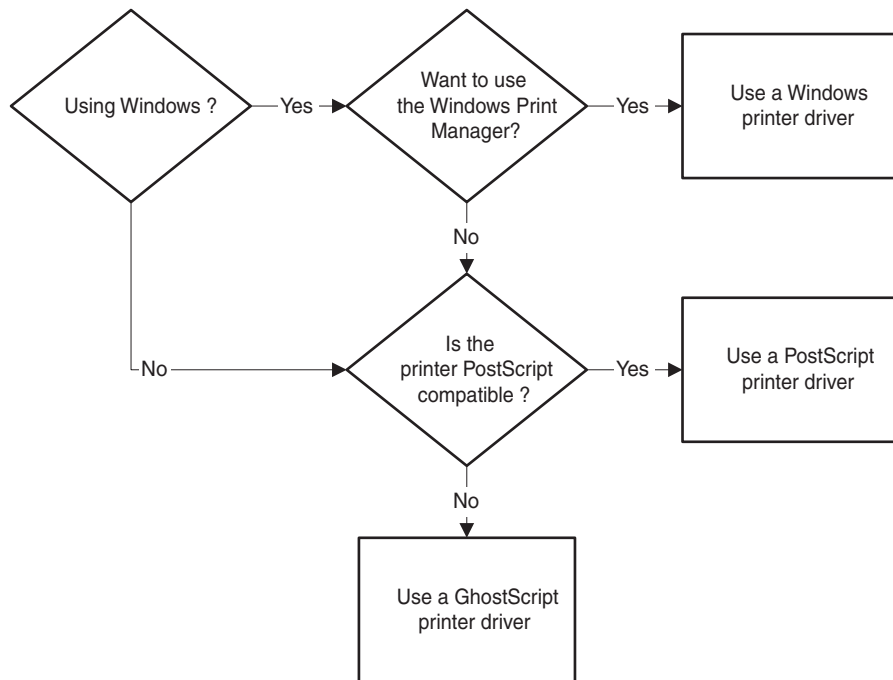 Using Windows ?
Yes
Want to use
the Windows Print
Manager?
Yes
Use a Windows
printer driver
No
No
Is the
printer PostScript
compatible ?
Yes
Use a PostScript
printer driver
No
Use a GhostScript
printer driver